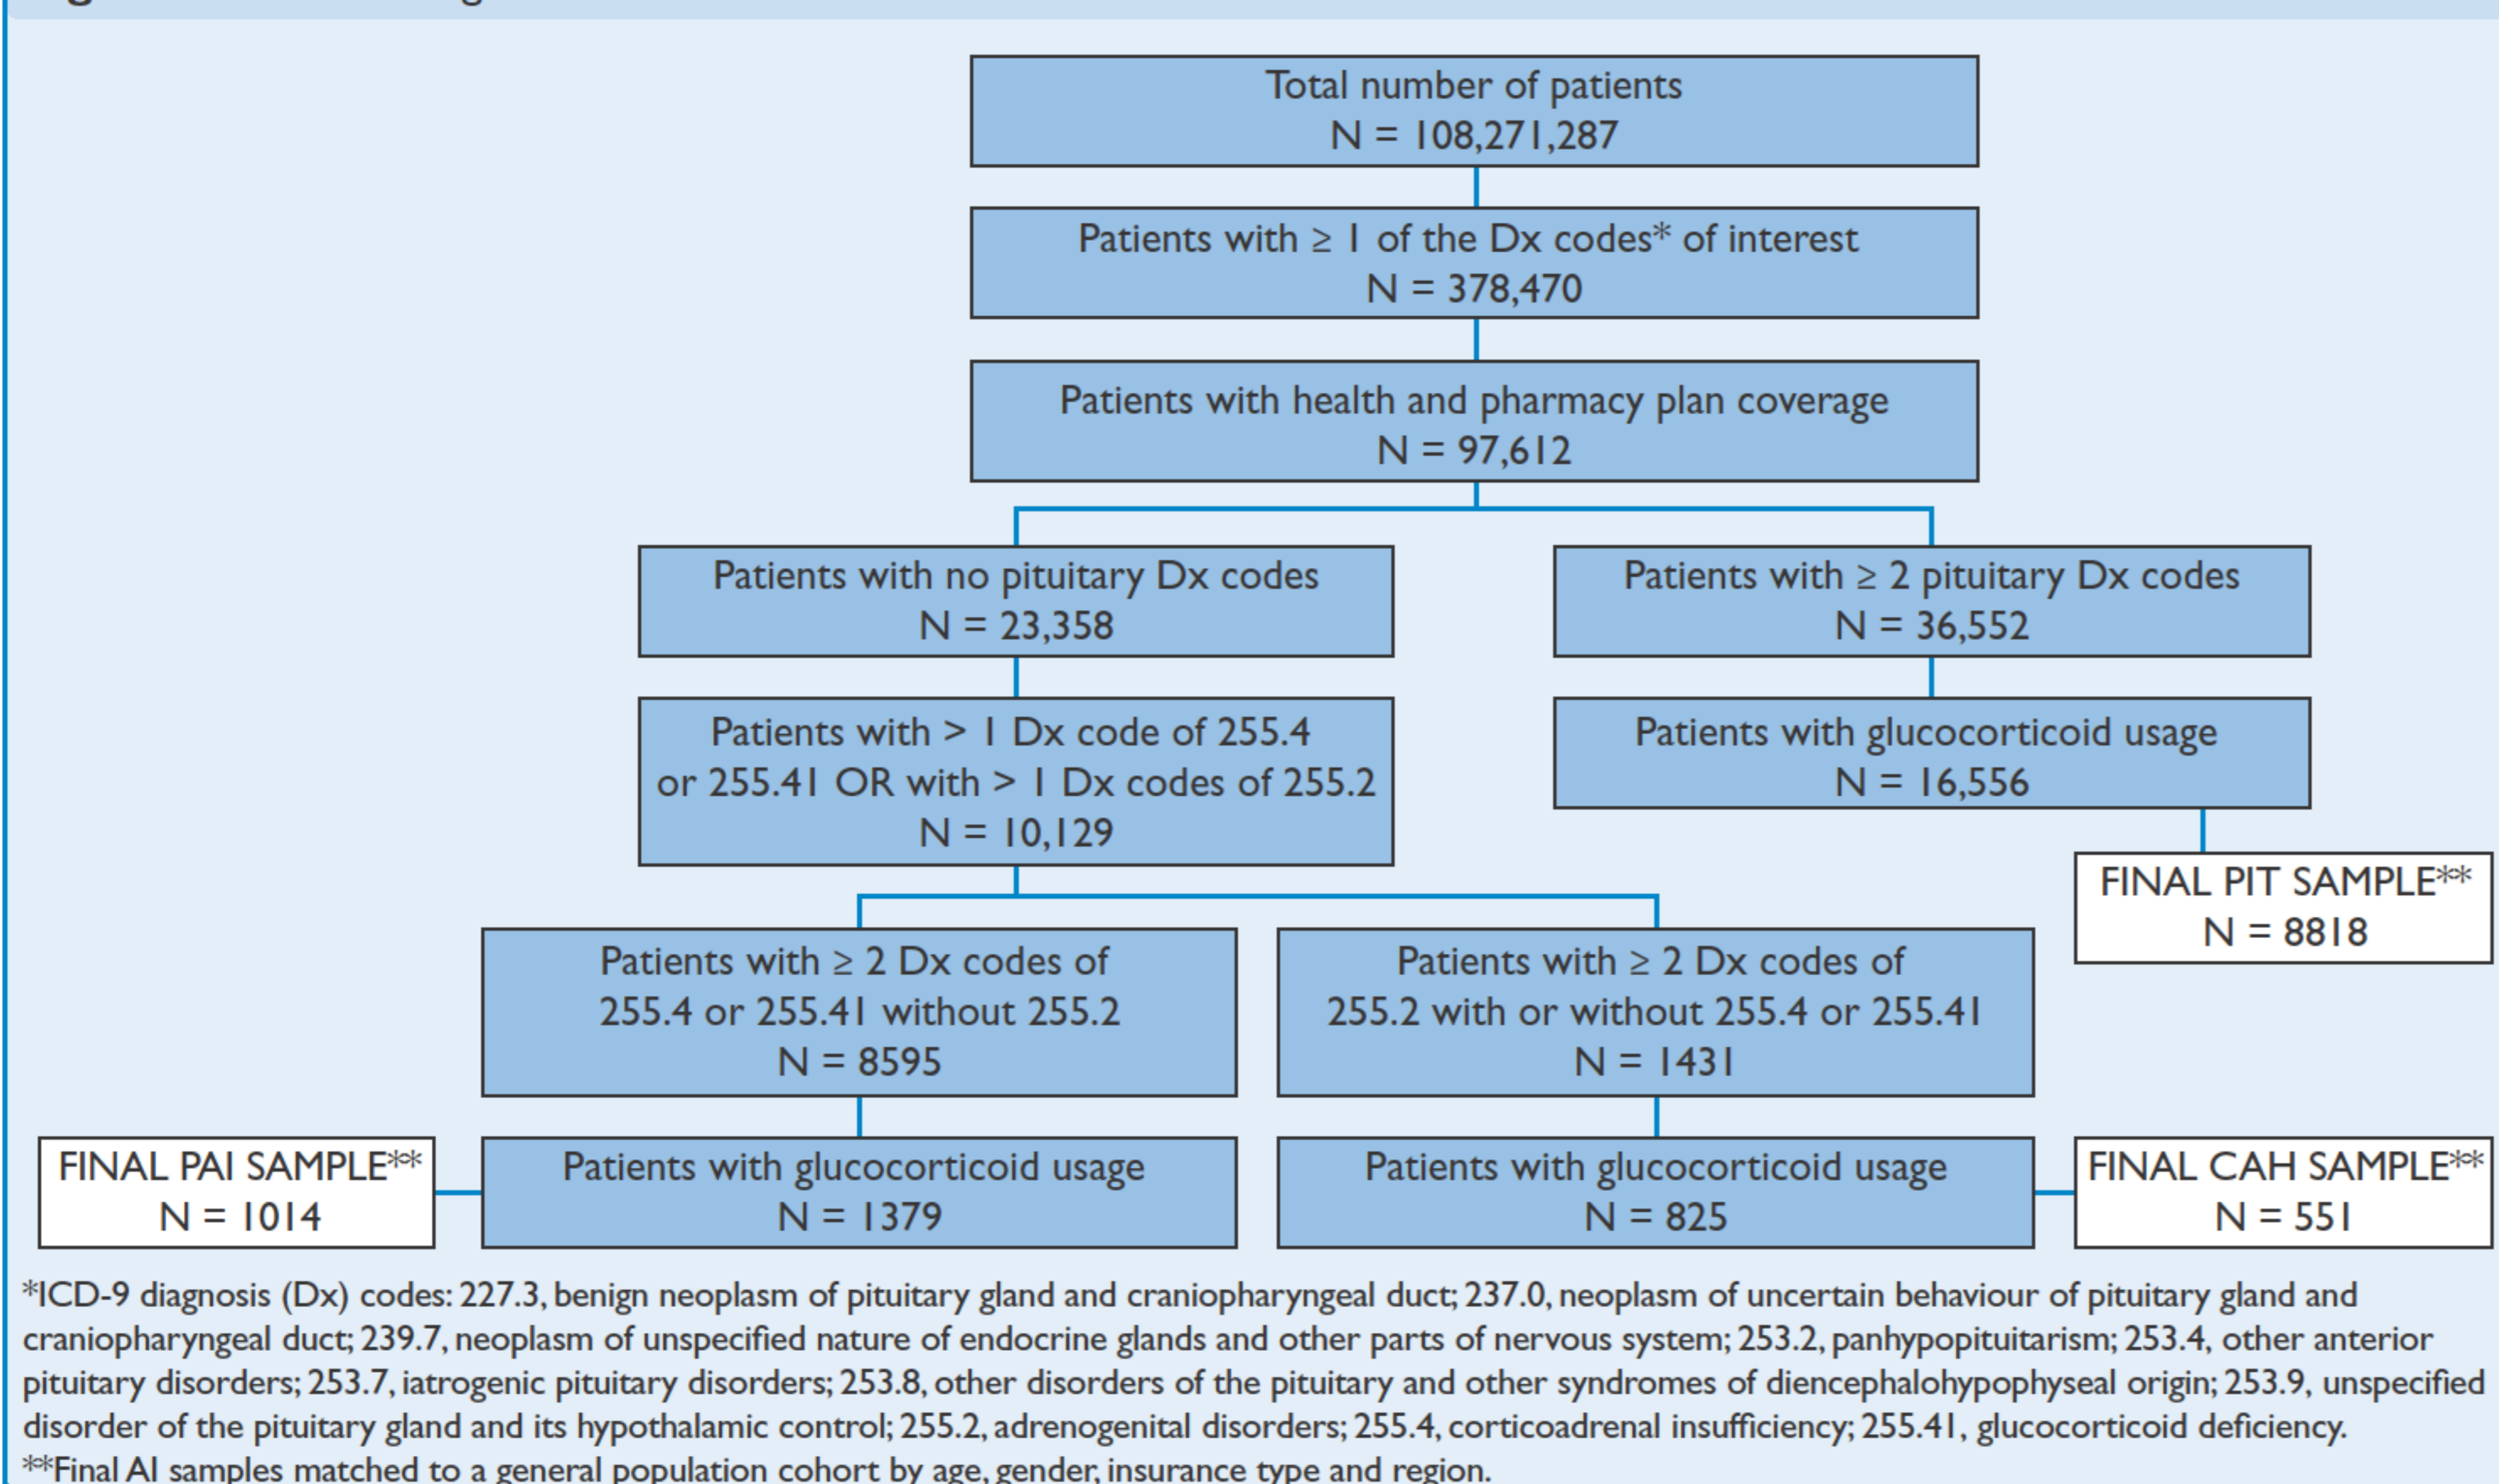 Total number of patients
N = 108,271,287
Patients with ≥ 1 of the Dx codes* of interest
N = 378,470
Patients with health and pharmacy plan coverage
N = 97,612
Patients with no pituitary Dx codes
N = 23,358
Patients with ≥ 2 pituitary Dx codes
N = 36,552
Patients with > 1 Dx code of 255.4
or 255.41 OR with > 1 Dx codes of 255.2
N = 10,129
Patients with glucocorticoid usage
N = 16,556
FINAL PIT SAMPLE**
N = 8818
Patients with ≥ 2 Dx codes of
255.4 or 255.41 without 255.2
N = 8595
Patients with ≥ 2 Dx codes of
255.2 with or without 255.4 or 255.41
N = 1431
FINAL PAI SAMPLE**
N = 1014
Patients with glucocorticoid usage
N = 1379
Patients with glucocorticoid usage
N = 825
FINAL CAH SAMPLE**
N = 551
*ICD-9 diagnosis (Dx) codes: 227.3, benign neoplasm of pituitary gland and craniopharyngeal duct; 237.0, neoplasm of uncertain behaviour of pituitary gland and
craniopharyngeal duct; 239.7, neoplasm of unspecified nature of endocrine glands and other parts of nervous system; 253.2, panhypopituitarism; 253.4, other anterior
pituitary disorders; 253.7, iatrogenic pituitary disorders; 253.8, other disorders of the pituitary and other syndromes of diencephalohypophyseal origin; 253.9, unspecified
disorder of the pituitary gland and its hypothalamic control; 255.2, adrenogenital disorders; 255.4, corticoadrenal insufficiency; 255.41, glucocorticoid deficiency.
**Final AI samples matched to a general population cohort by age, gender, insurance type and region.